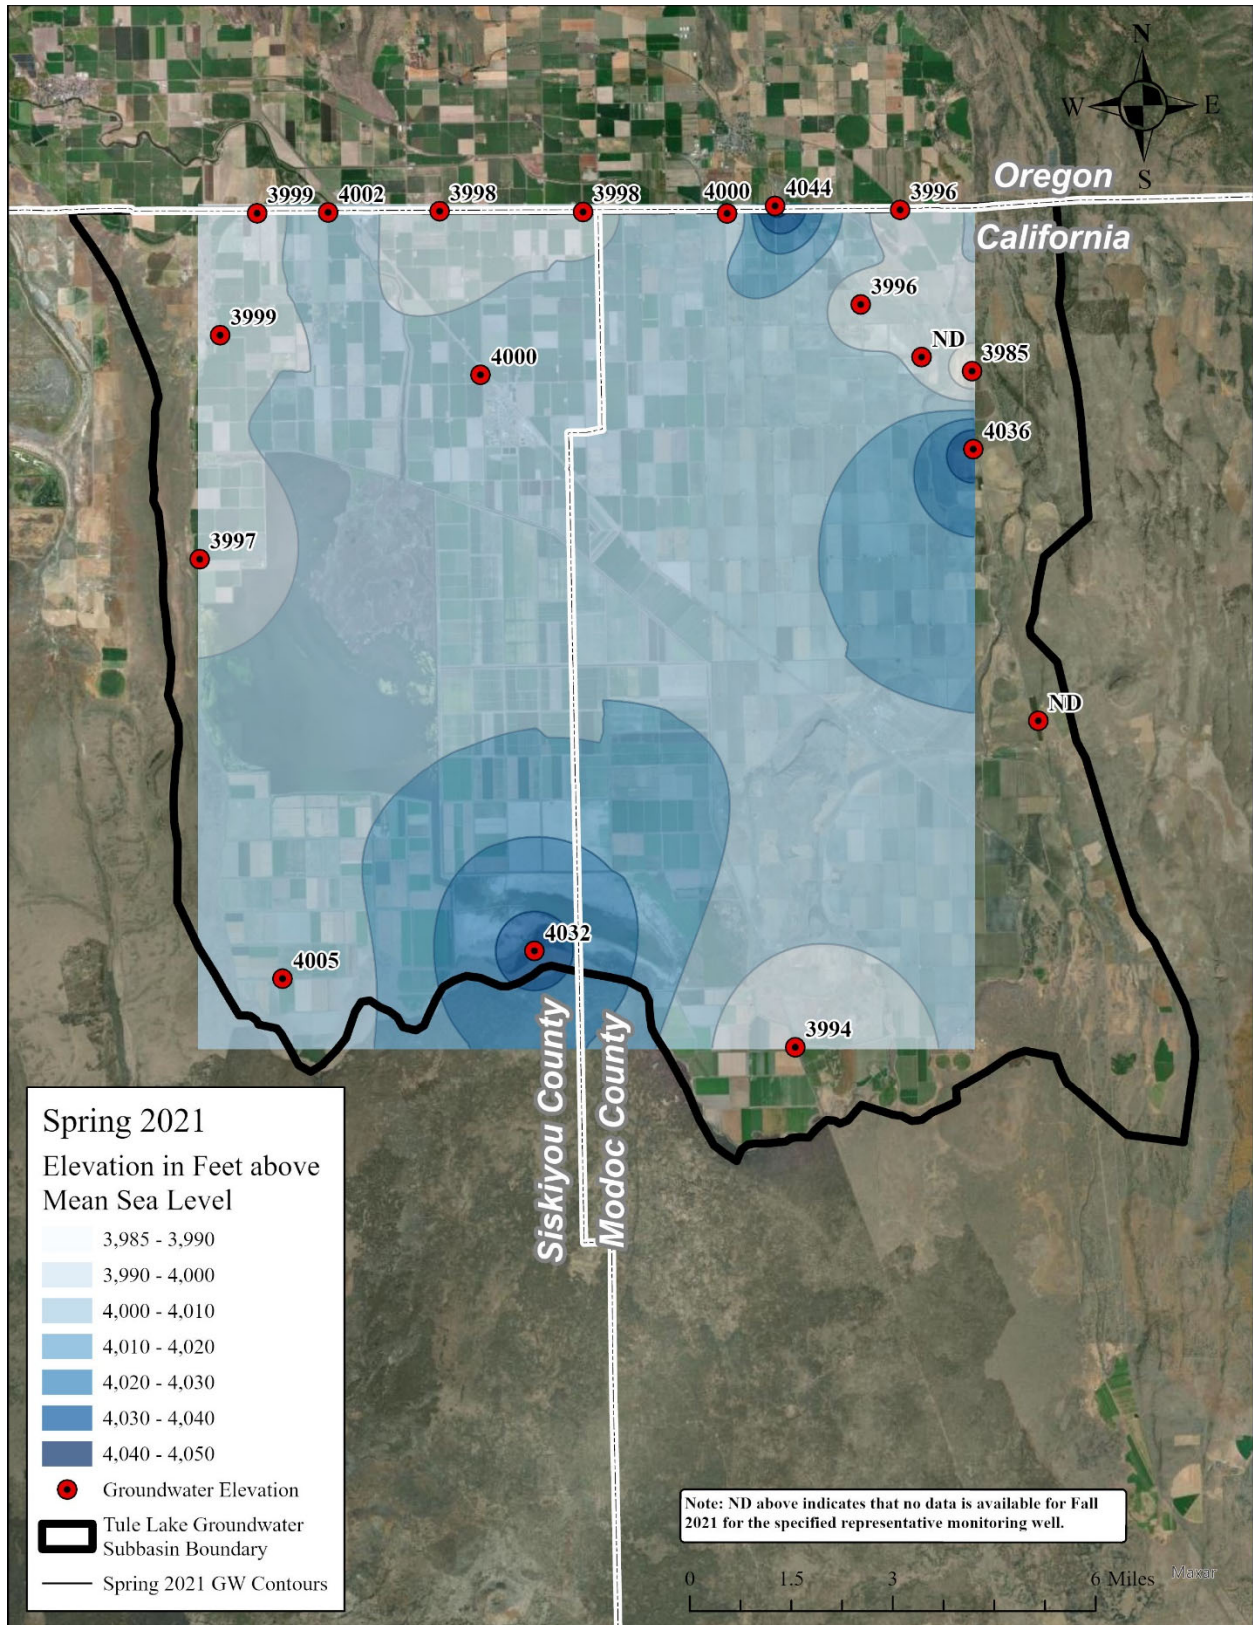 N
W E
S
Oregon
California
3999
4002
3998
3998
4000
4044
3996
3996
3999
4000
ND
3985
4036
3997
ND
4032
4005
3994
Siskiyou County
Modoc County
Spring 2021
Elevation in Feet above
Mean Sea Level
3,985 - 3,990
3,990 - 4,000
4,000 - 4,010
4,010 - 4,020
4,020 - 4,030
4,030 - 4,040
4,040 - 4,050
Groundwater Elevation
Tule Lake Groundwater
Subbasin Boundary
Spring 2021 GW Contours
Note: ND above indicates that no data is available for Fall
2021 for the specified representative monitoring well.
0 1.5 3 6 Miles
Maxar